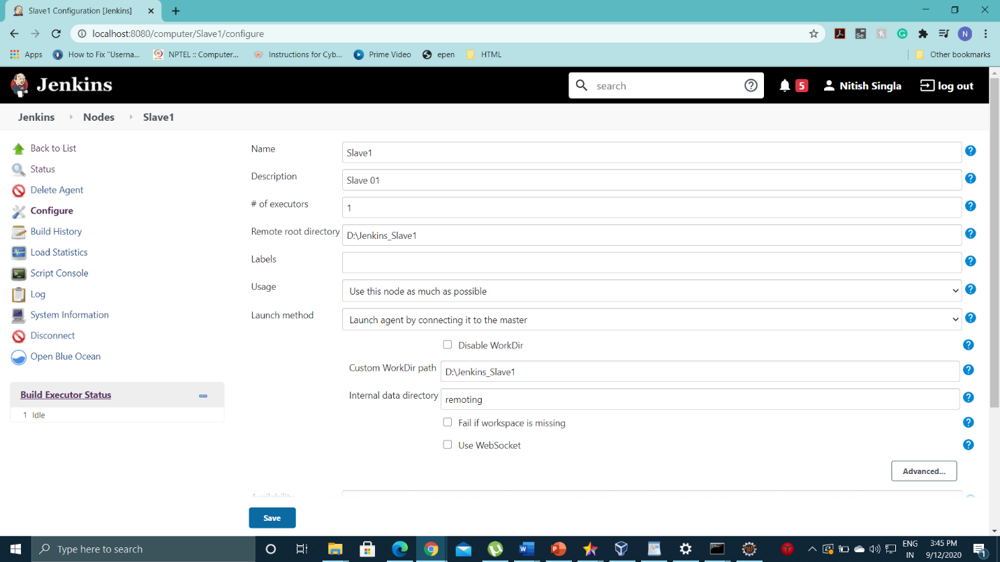 Slave1 Configuration [Jenkins]
localhost:8080/computer/Slave1/configure
N
Apps How to Fix "Userna... NPTEL :: Computer... Instructions for Cyb... Prime Video epen HTML Other bookmarks
Jenkins search 5 Nitish Singla log out
Jenkins Nodes Slave1
Back to List
Status
Delete Agent
Configure
Build History
Load Statistics
Script Console
Log
System Information
Disconnect
Open Blue Ocean
Build Executor Status
1 Idle
Name Slave1
Description Slave 01
# of executors 1
Remote root directory D:\Jenkins_Slave1
Labels
Usage Use this node as much as possible
Launch method Launch agent by connecting it to the master
Disable WorkDir
Custom WorkDir path D:\Jenkins_Slave1
Internal data directory remoting
Fail if workspace is missing
Use WebSocket
Advanced...
Availability
Save
Type here to search
ENG
IN
3:45 PM
9/12/2020
1